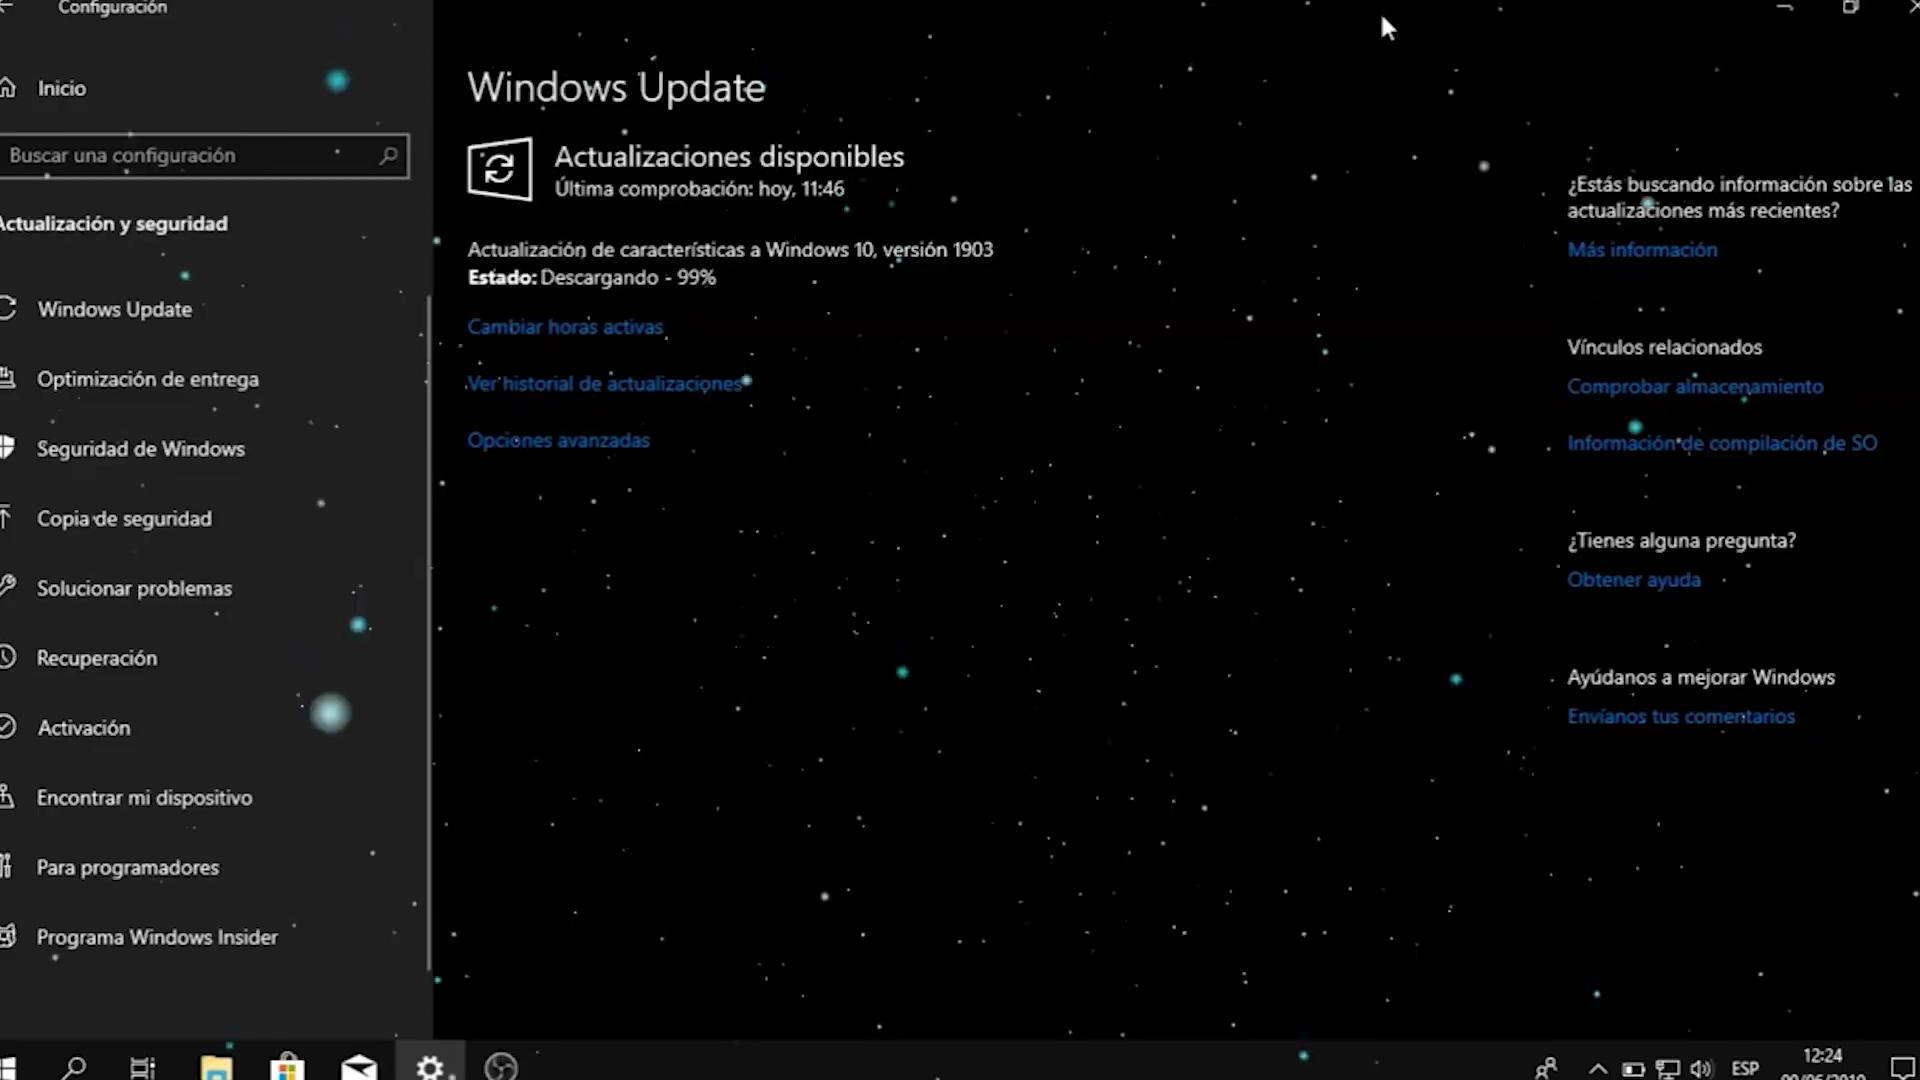 Configuración
Inicio
Buscar una configuración
Actualización y seguridad
Windows Update
Optimización de entrega
Seguridad de Windows
Copia de seguridad
Solucionar problemas
Recuperación
Activación
Encontrar mi dispositivo
Para programadores
Programa Windows Insider
Windows Update
Actualizaciones disponibles
Última comprobación: hoy, 11:46
Actualización de características a Windows 10, versión 1903
Estado: Descargando - 99%
Cambiar horas activas
Ver historial de actualizaciones
Opciones avanzadas
¿Estás buscando información sobre las
actualizaciones más recientes?
Más información
Vínculos relacionados
Comprobar almacenamiento
Información de compilación de SO
¿Tienes alguna pregunta?
Obtener ayuda
Ayúdanos a mejorar Windows
Envíanos tus comentarios
ESP
12:24